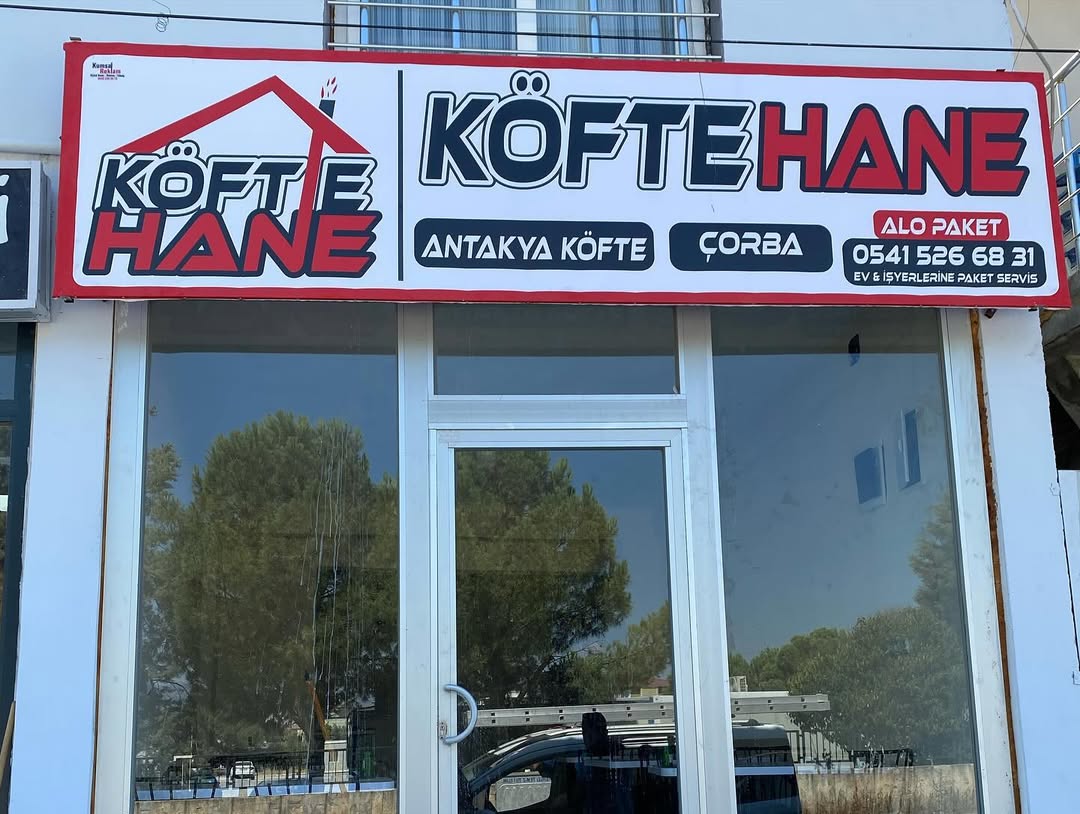 Kumsal
Reklam
KÖFTE
HANE
KÖFTEHANE
ANTAKYA KÖFTE
ÇORBA
ALO PAKET
0541 526 68 31
EV & İŞYERLERİNE PAKET SERVİS